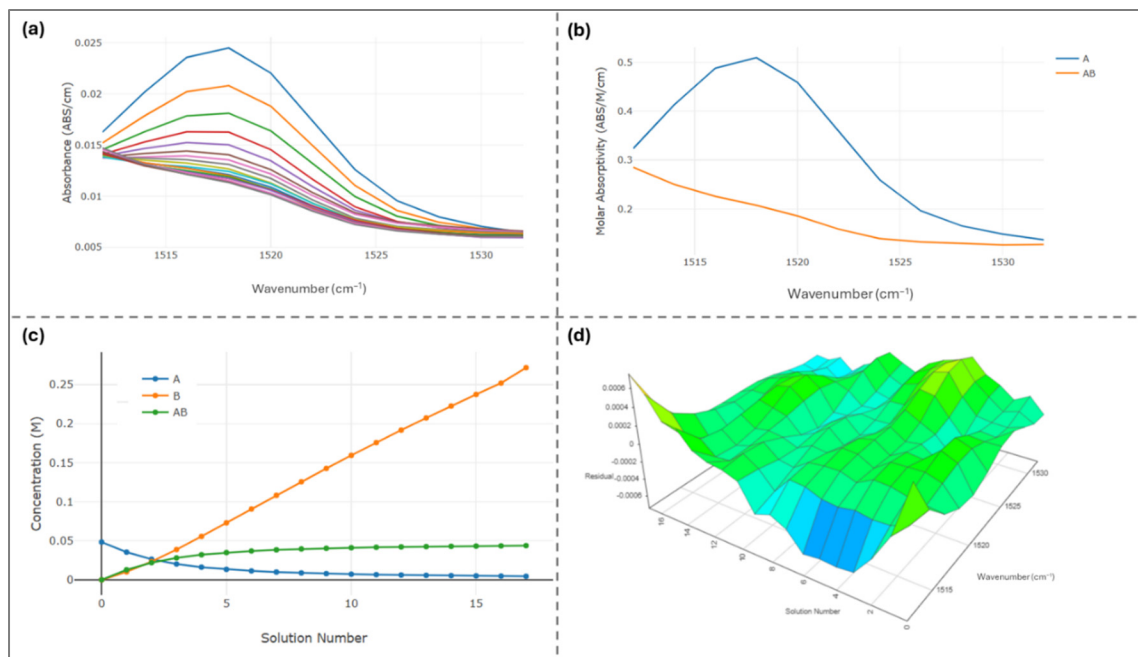 (a)
0.025
0.02
0.015
0.01
0.005
Absorbance (ABS/cm)
1515
1520
1525
1530
Wavenumber (cm⁻¹)
(b)
A
AB
0.5
0.4
0.3
0.2
Molar Absorptivity (ABS/M/cm)
1515
1520
1525
1530
Wavenumber (cm⁻¹)
(c)
A
B
AB
0.25
0.2
0.15
0.1
0.05
0
Concentration (M)
0
5
10
15
Solution Number
(d)
0.0006
0.0004
0.0002
0
-0.0002
-0.0004
-0.0006
Residual
16
14
12
10
8
6
4
2
0
Solution Number
1530
1525
1520
1515
Wavenumber (cm⁻¹)